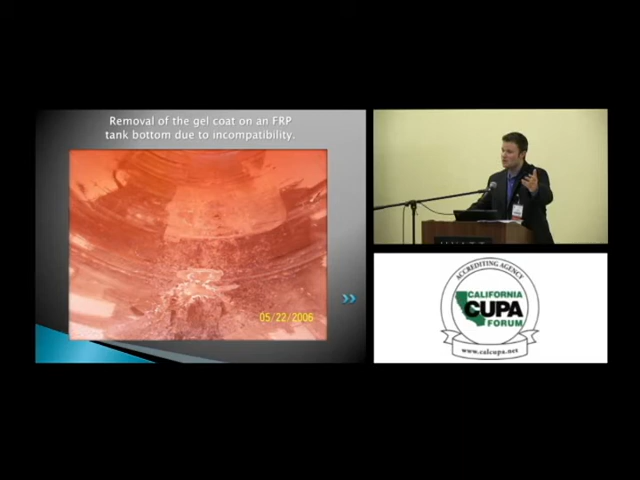 Removal of the gel coat on an FRP
tank bottom due to incompatibility.
05/22/2006
ACCREDITING AGENCY
CALIFORNIA
CUPA
FORUM
www.calcupa.net